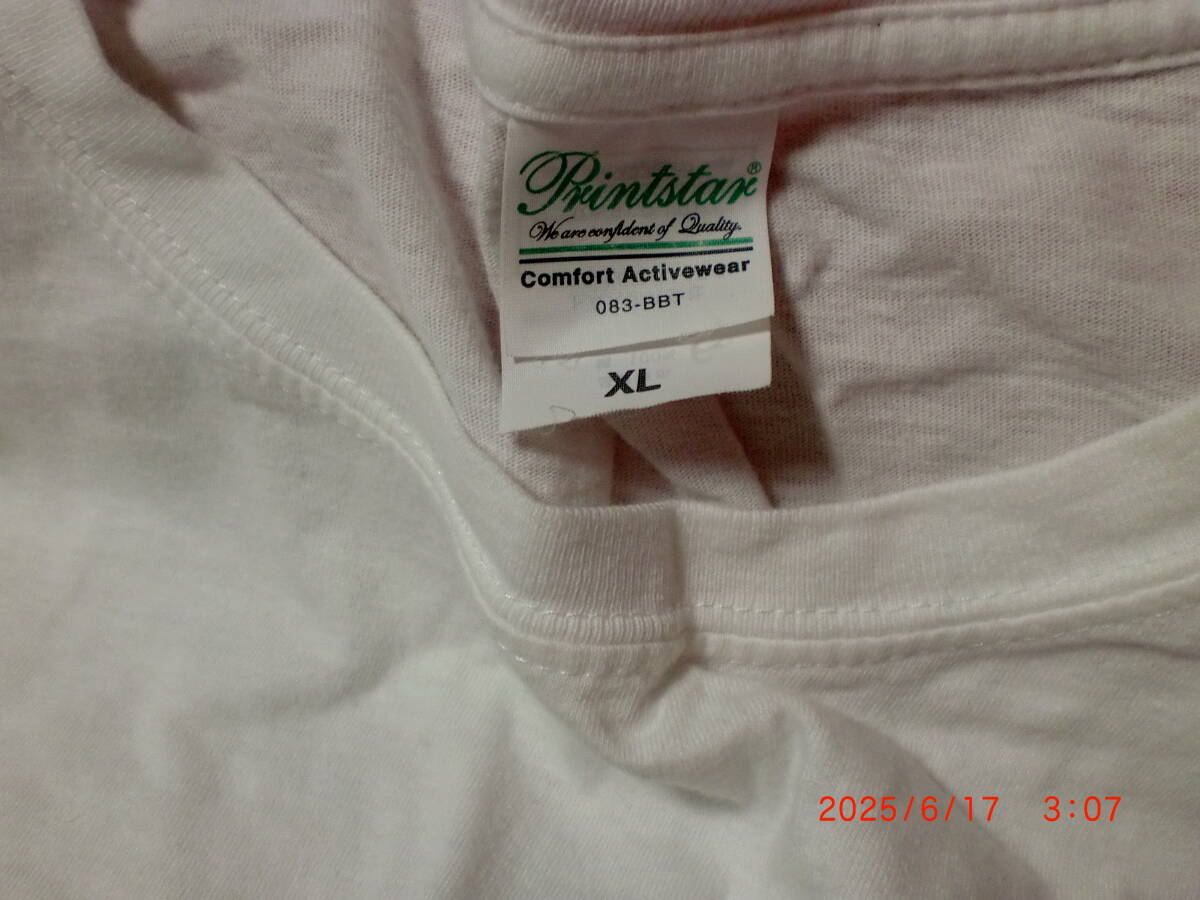 Printstar®
We are confident of Quality.
Comfort Activewear
083-BBT
XL
2025/6/17 3:07